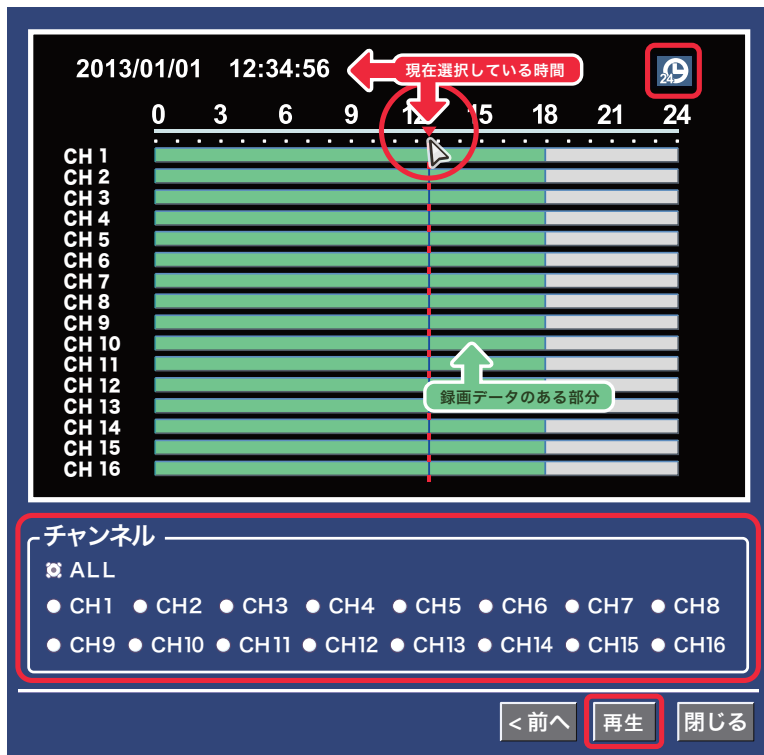 2013/01/01 12:34:56 現在選択している時間
24
0 3 6 9 12 15 18 21 24
CH 1
CH 2
CH 3
CH 4
CH 5
CH 6
CH 7
CH 8
CH 9
CH 10
CH 11
CH 12
録画データのある部分
CH 13
CH 14
CH 15
CH 16
チャンネル
ALL
CH1 CH2 CH3 CH4 CH5 CH6 CH7 CH8
CH9 CH10 CH11 CH12 CH13 CH14 CH15 CH16
<前へ 再生 閉じる